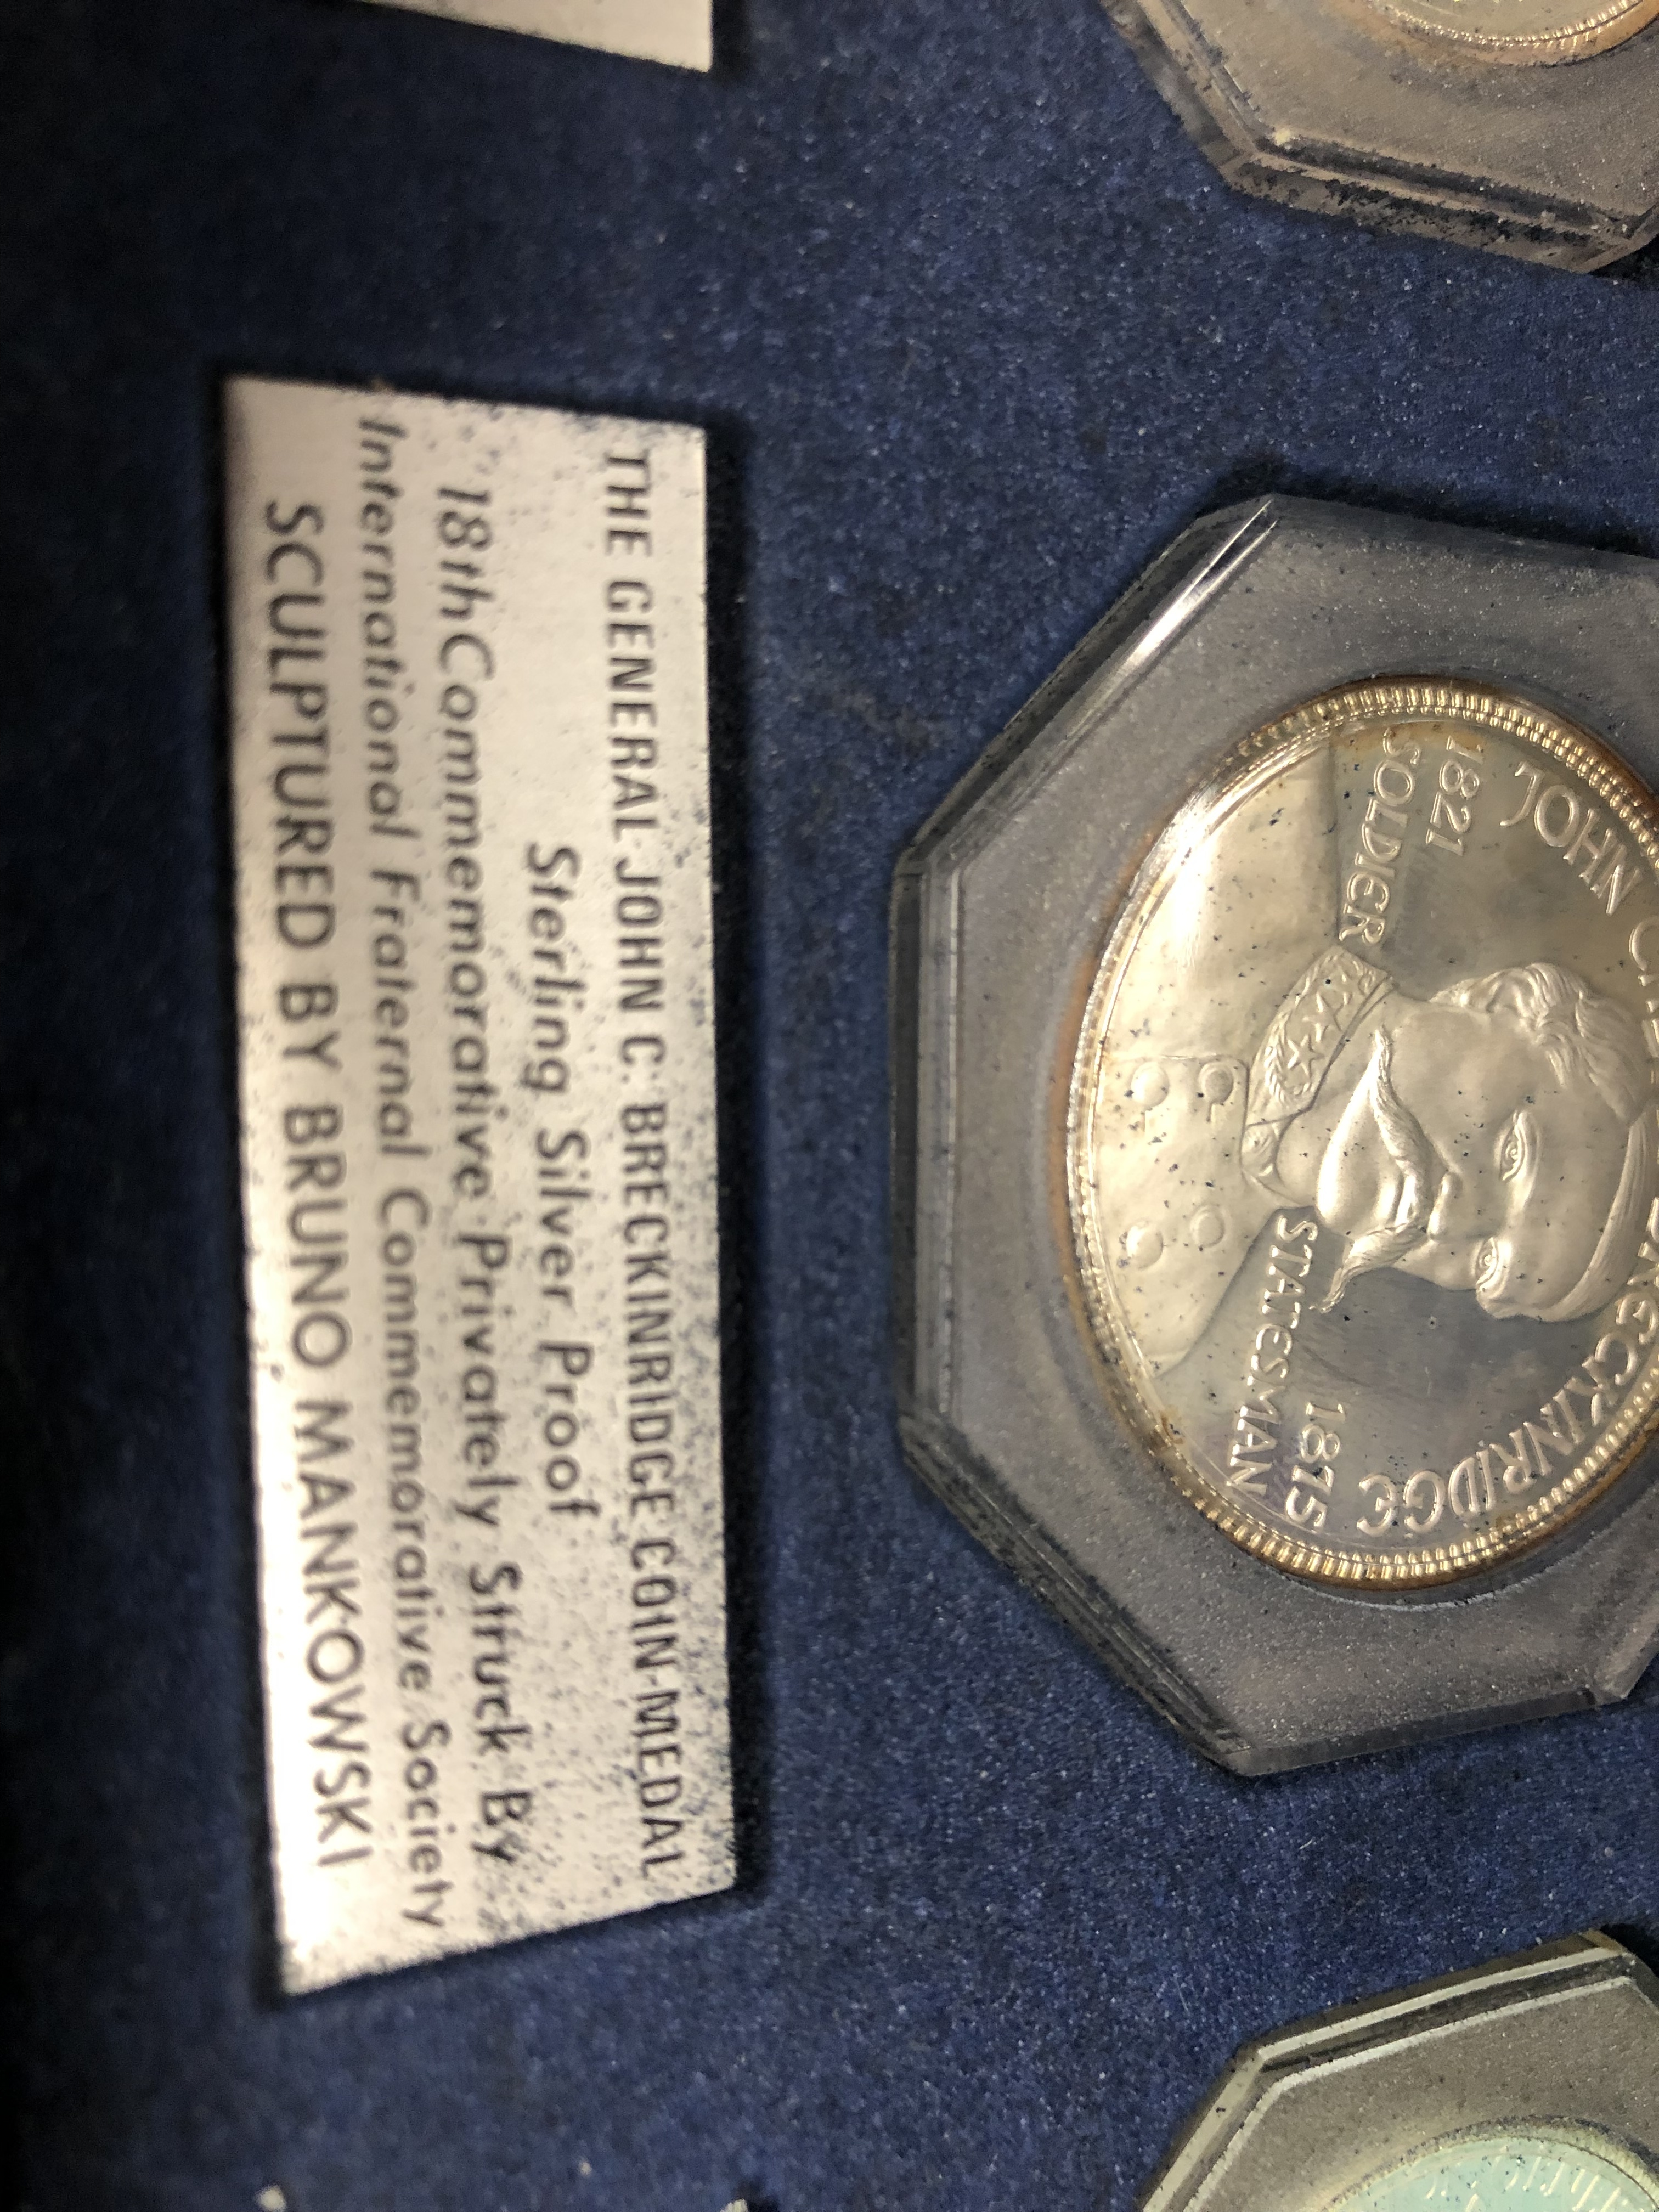 THE GENERAL JOHN C. BRECKINRIDGE COIN-MEDAL
Sterling Silver Proof
18th Commemorative Privately Struck By
International Fraternal Commemorative Society
SCULPTURED BY BRUNO MANKOWSKI
JOHN BRECKINRIDGE
1821 1875
SOLDIER STATESMAN